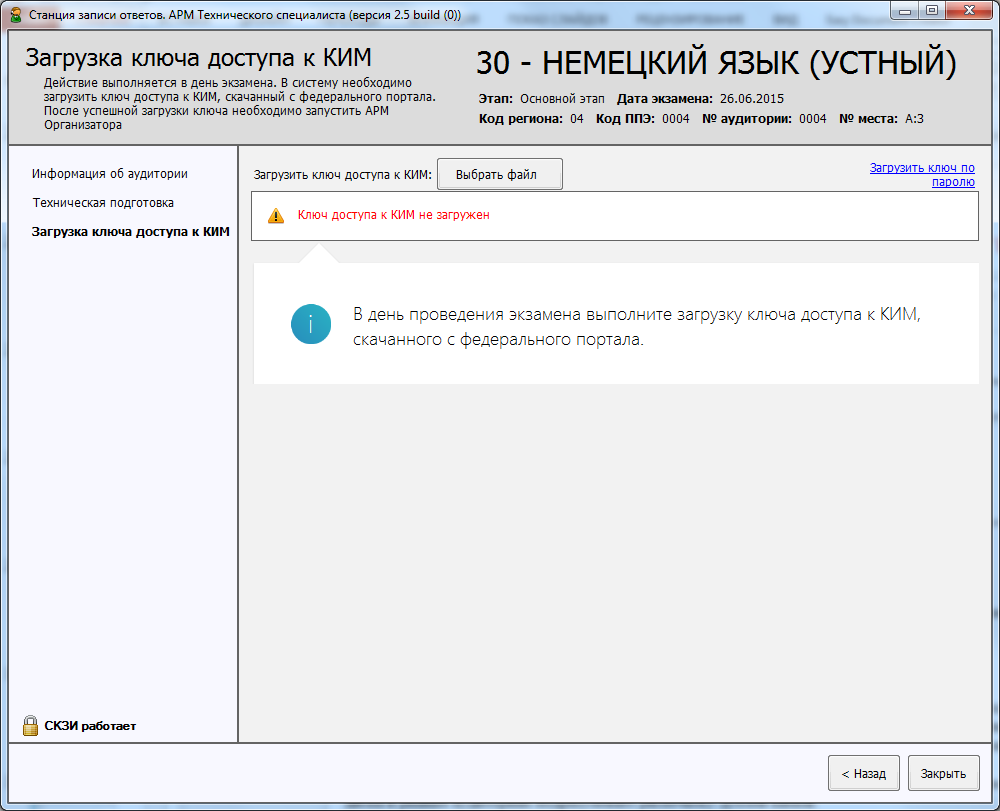 Станция записи ответов. АРМ Технического специалиста (версия 2.5 build (0))
Загрузка ключа доступа к КИМ
Действие выполняется в день экзамена. В систему необходимо
загрузить ключ доступа к КИМ, скачанный с федерального портала.
После успешной загрузки ключа необходимо запустить АРМ
Организатора
30 - НЕМЕЦКИЙ ЯЗЫК (УСТНЫЙ)
Этап: Основной этап Дата экзамена: 26.06.2015
Код региона: 04 Код ППЭ: 0004 № аудитории: 0004 № места: А:3
Информация об аудитории
Техническая подготовка
Загрузка ключа доступа к КИМ
Загрузить ключ доступа к КИМ: Выбрать файл
Загрузить ключ по
паролю
Ключ доступа к КИМ не загружен
i
В день проведения экзамена выполните загрузку ключа доступа к КИМ,
скачанного с федерального портала.
СКЗИ работает
< Назад Закрыть